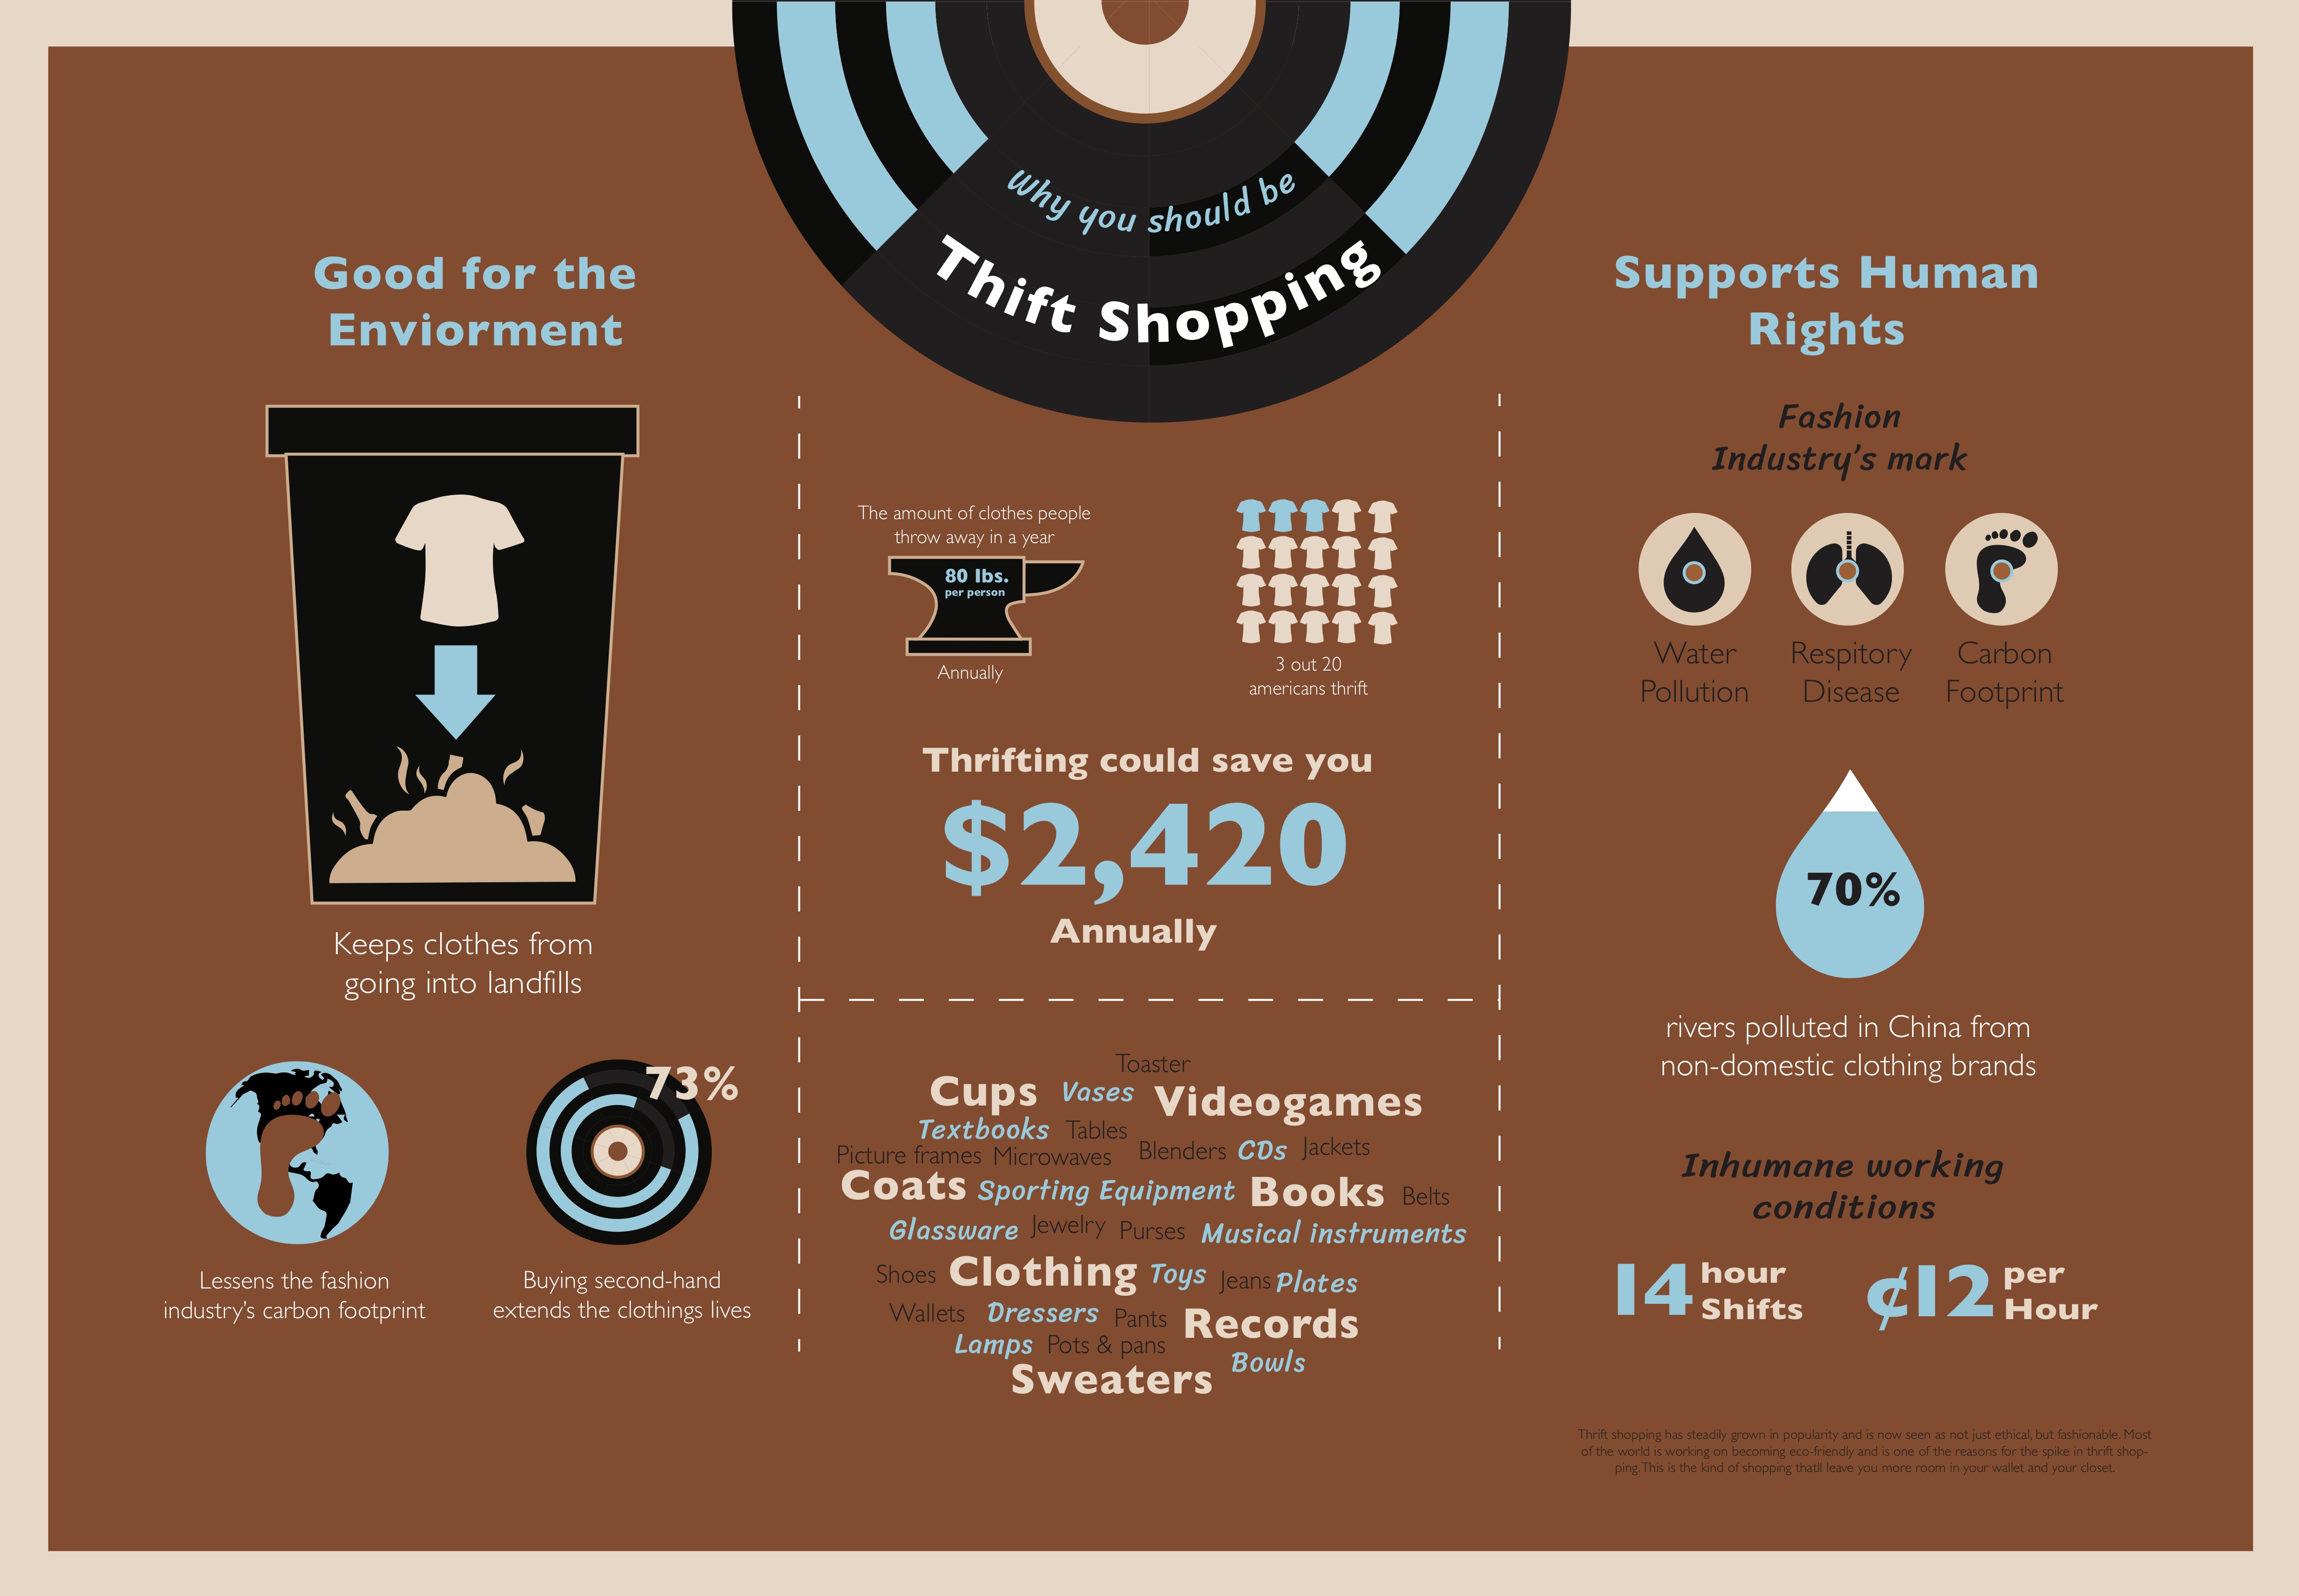 Why you should be
Thift Shopping
Good for the
Enviorment
Keeps clothes from
going into landfills
Lessens the fashion
industry's carbon footprint
73%
Buying second-hand
extends the clothings lives
The amount of clothes people
throw away in a year
80 lbs.
per person
Annually
3 out 20
americans thrift
Thrifting could save you
$2,420
Annually
Toaster
Cups Vases Videogames
Textbooks Tables
Picture frames Microwaves Blenders CDs Jackets
Coats Sporting Equipment Books Belts
Glassware Jewelry Purses Musical instruments
Shoes Clothing Toys Jeans Plates
Wallets Dressers Pants Records
Lamps Pots & pans
Bowls
Sweaters
Supports Human
Rights
Fashion
Industry's mark
Water
Pollution
Respitory
Disease
Carbon
Footprint
70%
rivers polluted in China from
non-domestic clothing brands
Inhumane working
conditions
14 hour
Shifts
¢12 per
Hour
Thrift shopping has steadily grown in popularity and is now seen as not just ethical, but fashionable. Most
of the world is working on becoming eco-friendly and is one of the reasons for the spike in thrift shop-
ping. This is the kind of shopping thatll leave you more room in your wallet and your closet.